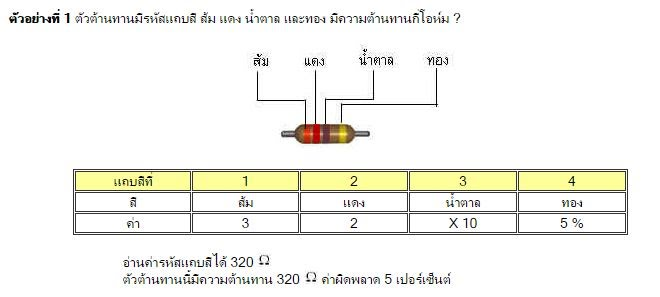 ตัวอย่างที่ 1 ตัวต้านทานมีรหัสแถบสี ส้ม แดง น้ำตาล และทอง มีความต้านทานกี่โอห์ม ?
ส้ม แดง น้ำตาล ทอง
แถบสีที่ 1 2 3 4
สี ส้ม แดง น้ำตาล ทอง
ค่า 3 2 X 10 5 %
อ่านค่ารหัสแถบสีได้ 320 Ω
ตัวต้านทานนี้มีความต้านทาน 320 Ω ค่าผิดพลาด 5 เปอร์เซ็นต์